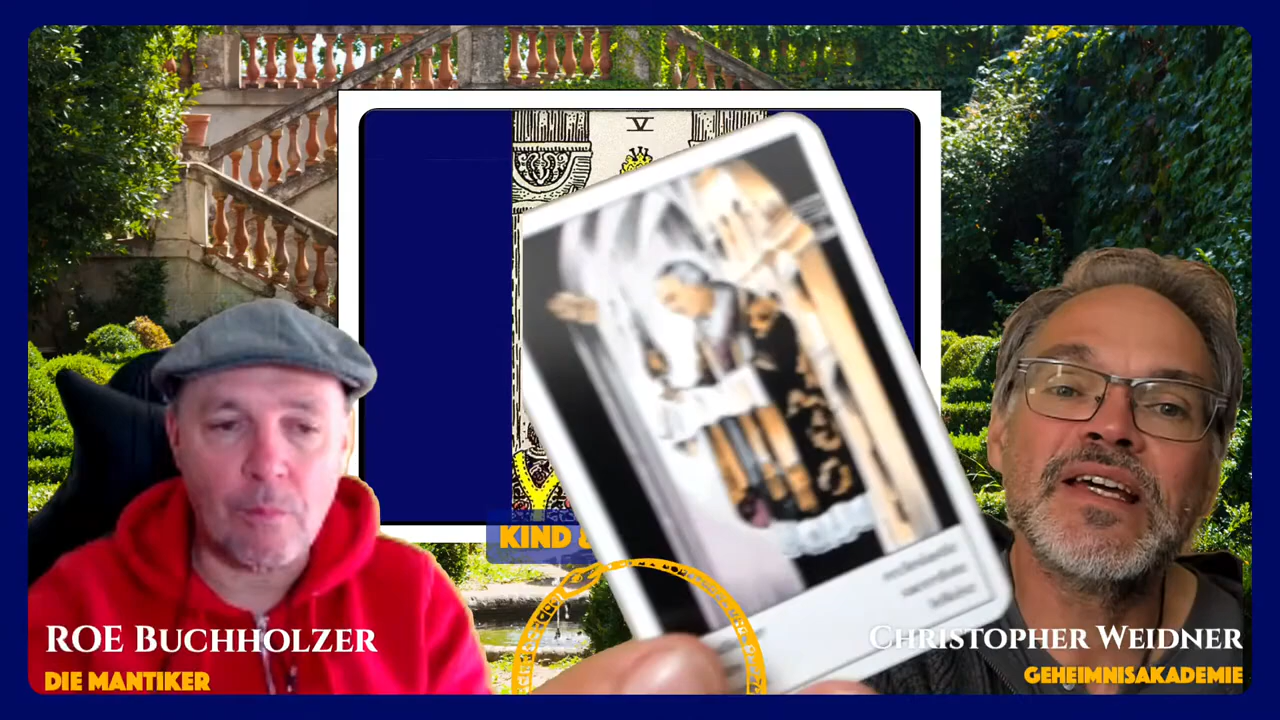 V
KIND &
ROE BUCHHOLZER
DIE MANTIKER
CHRISTOPHER WEIDNER
GEHEIMNISAKADEMIE